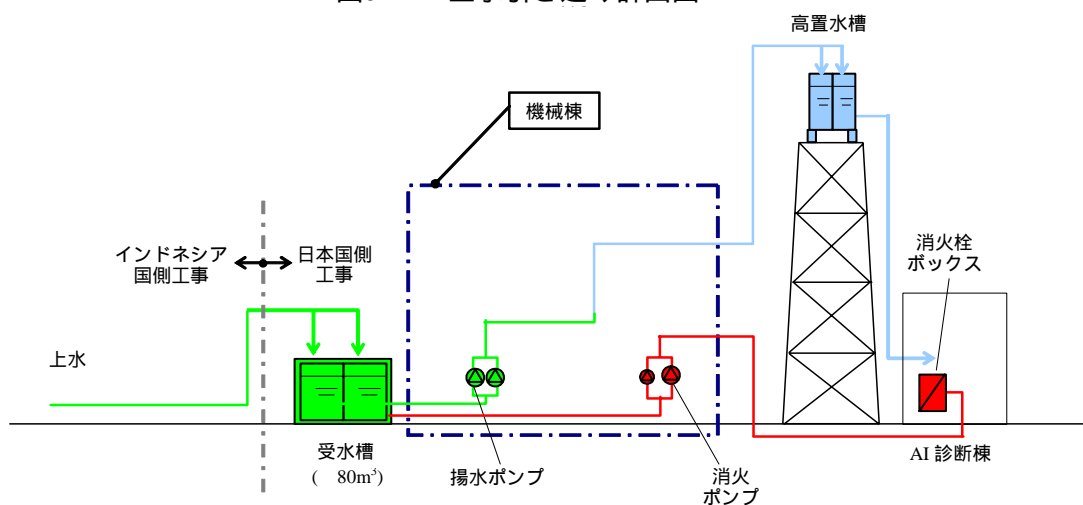 高置水槽
機械棟
インドネシア
国側工事
日本国側
工事
消火栓
ボックス
上水
受水槽
( 80m³)
揚水ポンプ
消火
ポンプ
AI 診断棟